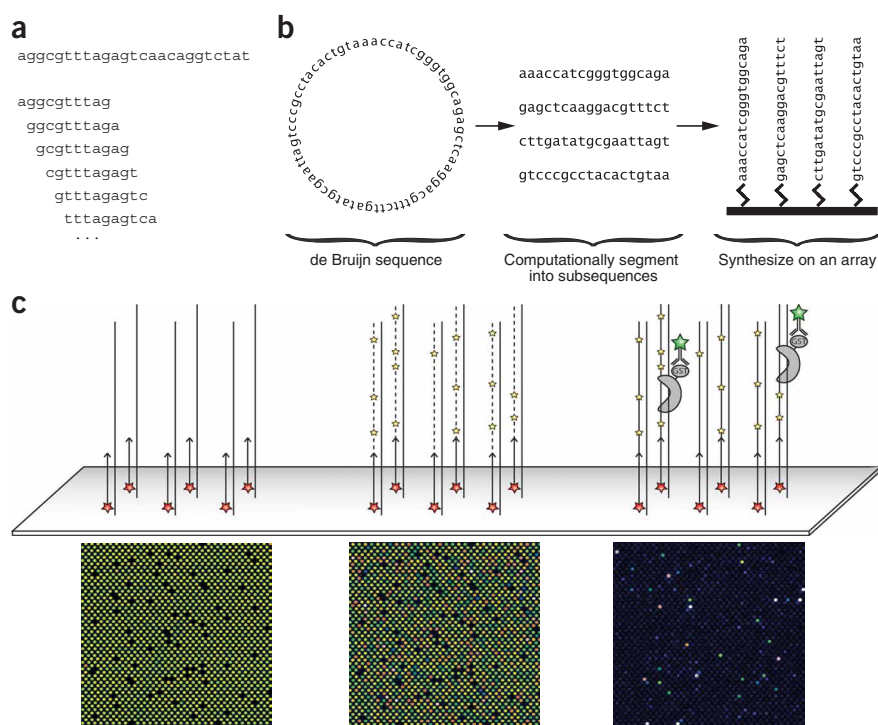 a
aggcgtttagagtcaacaggtctat
aggcgtttag
ggcgtttaga
gcgtttagag
cgtttagagt
gtttagagtc
tttagagtca
...
b
aaaccatcgggtggcagagctcaaggacgtttcttgatatgcgaattagtcccgcctacactgt
de Bruijn sequence
aaaccatcgggtggcaga
gagctcaaggacgtttct
cttgatatgcgaattagt
gtcccgcctacactgtaa
Computationally segment
into subsequences
aaaccatcgggtggcaga
gagctcaaggacgtttct
cttgatatgcgaattagt
gtcccgcctacactgtaa
Synthesize on an array
c
GST
GST